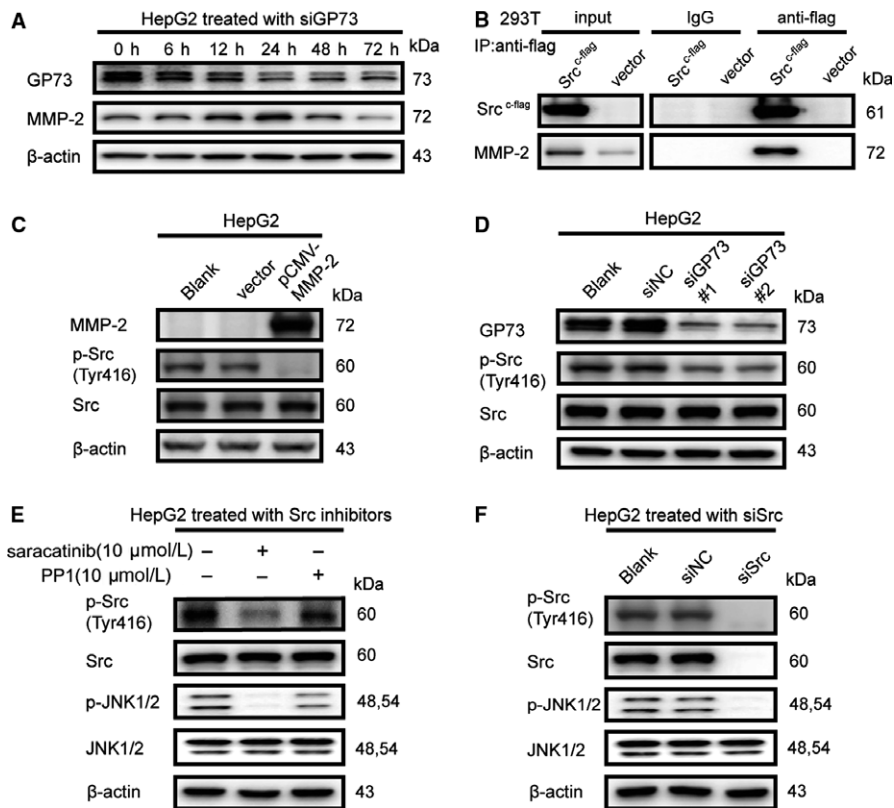 A
HepG2 treated with siGP73
0 h 6 h 12 h 24 h 48 h 72 h kDa
GP73 73
MMP-2 72
β-actin 43
B
293T input IgG anti-flag
IP:anti-flag
Src c-flag vector Src c-flag vector Src c-flag vector kDa
Src c-flag 61
MMP-2 72
C
HepG2
Blank vector pCMV-MMP-2 kDa
MMP-2 72
p-Src
(Tyr416) 60
Src 60
β-actin 43
D
HepG2
Blank siNC siGP73 #1 siGP73 #2 kDa
GP73 73
p-Src
(Tyr416) 60
Src 60
β-actin 43
E
HepG2 treated with Src inhibitors
saracatinib(10 μmol/L) – + –
PP1(10 μmol/L) – – + kDa
p-Src
(Tyr416) 60
Src 60
p-JNK1/2 48,54
JNK1/2 48,54
β-actin 43
F
HepG2 treated with siSrc
Blank siNC siSrc kDa
p-Src
(Tyr416) 60
Src 60
p-JNK1/2 48,54
JNK1/2 48,54
β-actin 43